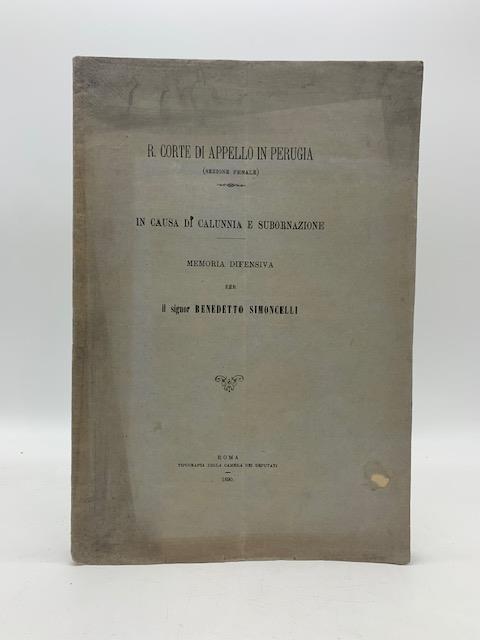 R. CORTE DI APPELLO IN PERUGIA
(SEZIONE PENALE)
IN CAUSA DI CALUNNIA E SUBORNAZIONE
MEMORIA DIFENSIVA
PER
il signor BENEDETTO SIMONCELLI
ROMA
TIPOGRAFIA DELLA CAMERA DEI DEPUTATI
1890.